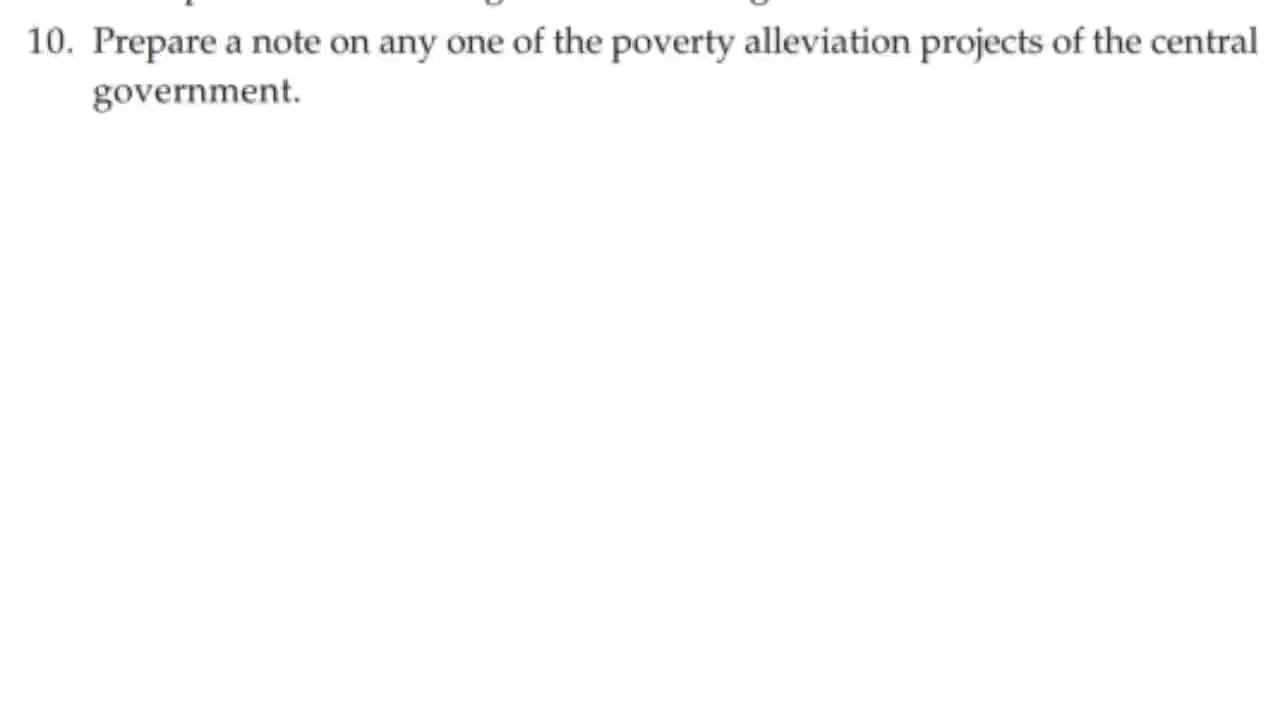 10. Prepare a note on any one of the poverty alleviation projects of the central
government.